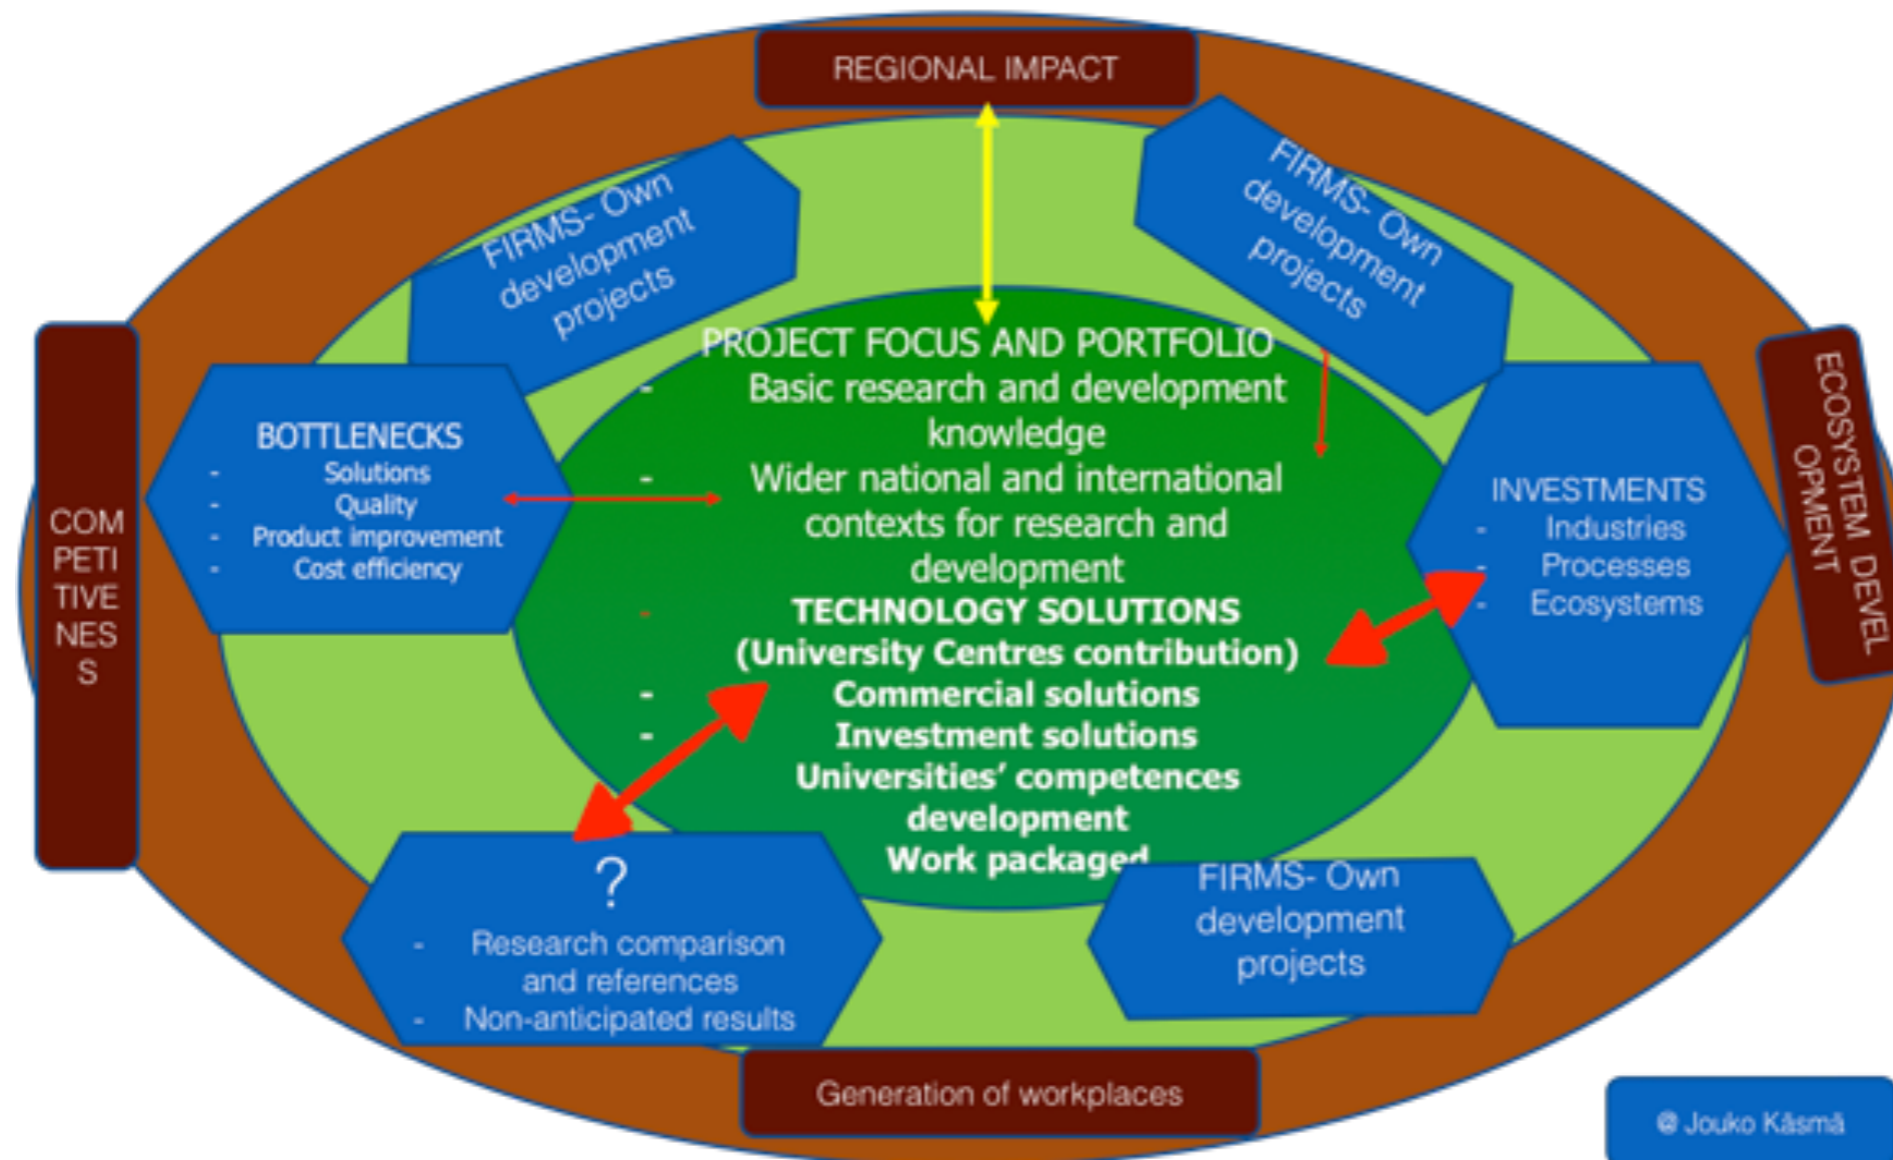 REGIONAL IMPACT
FIRMS- Own
development
projects
FIRMS- Own
development
projects
COM
PETI
TIVE
NES
S
BOTTLENECKS
- Solutions
- Quality
- Product improvement
- Cost efficiency
PROJECT FOCUS AND PORTFOLIO
- Basic research and development
knowledge
- Wider national and international
contexts for research and
development
- TECHNOLOGY SOLUTIONS
(University Centres contribution)
- Commercial solutions
- Investment solutions
Universities’ competences
development
Work packaged
INVESTMENTS
- Industries
- Processes
- Ecosystems
ECOSYSTEM DEVEL
OPMENT
?
- Research comparison
and references
- Non-anticipated results
FIRMS- Own
development
projects
Generation of workplaces
@ Jouko Käsmä